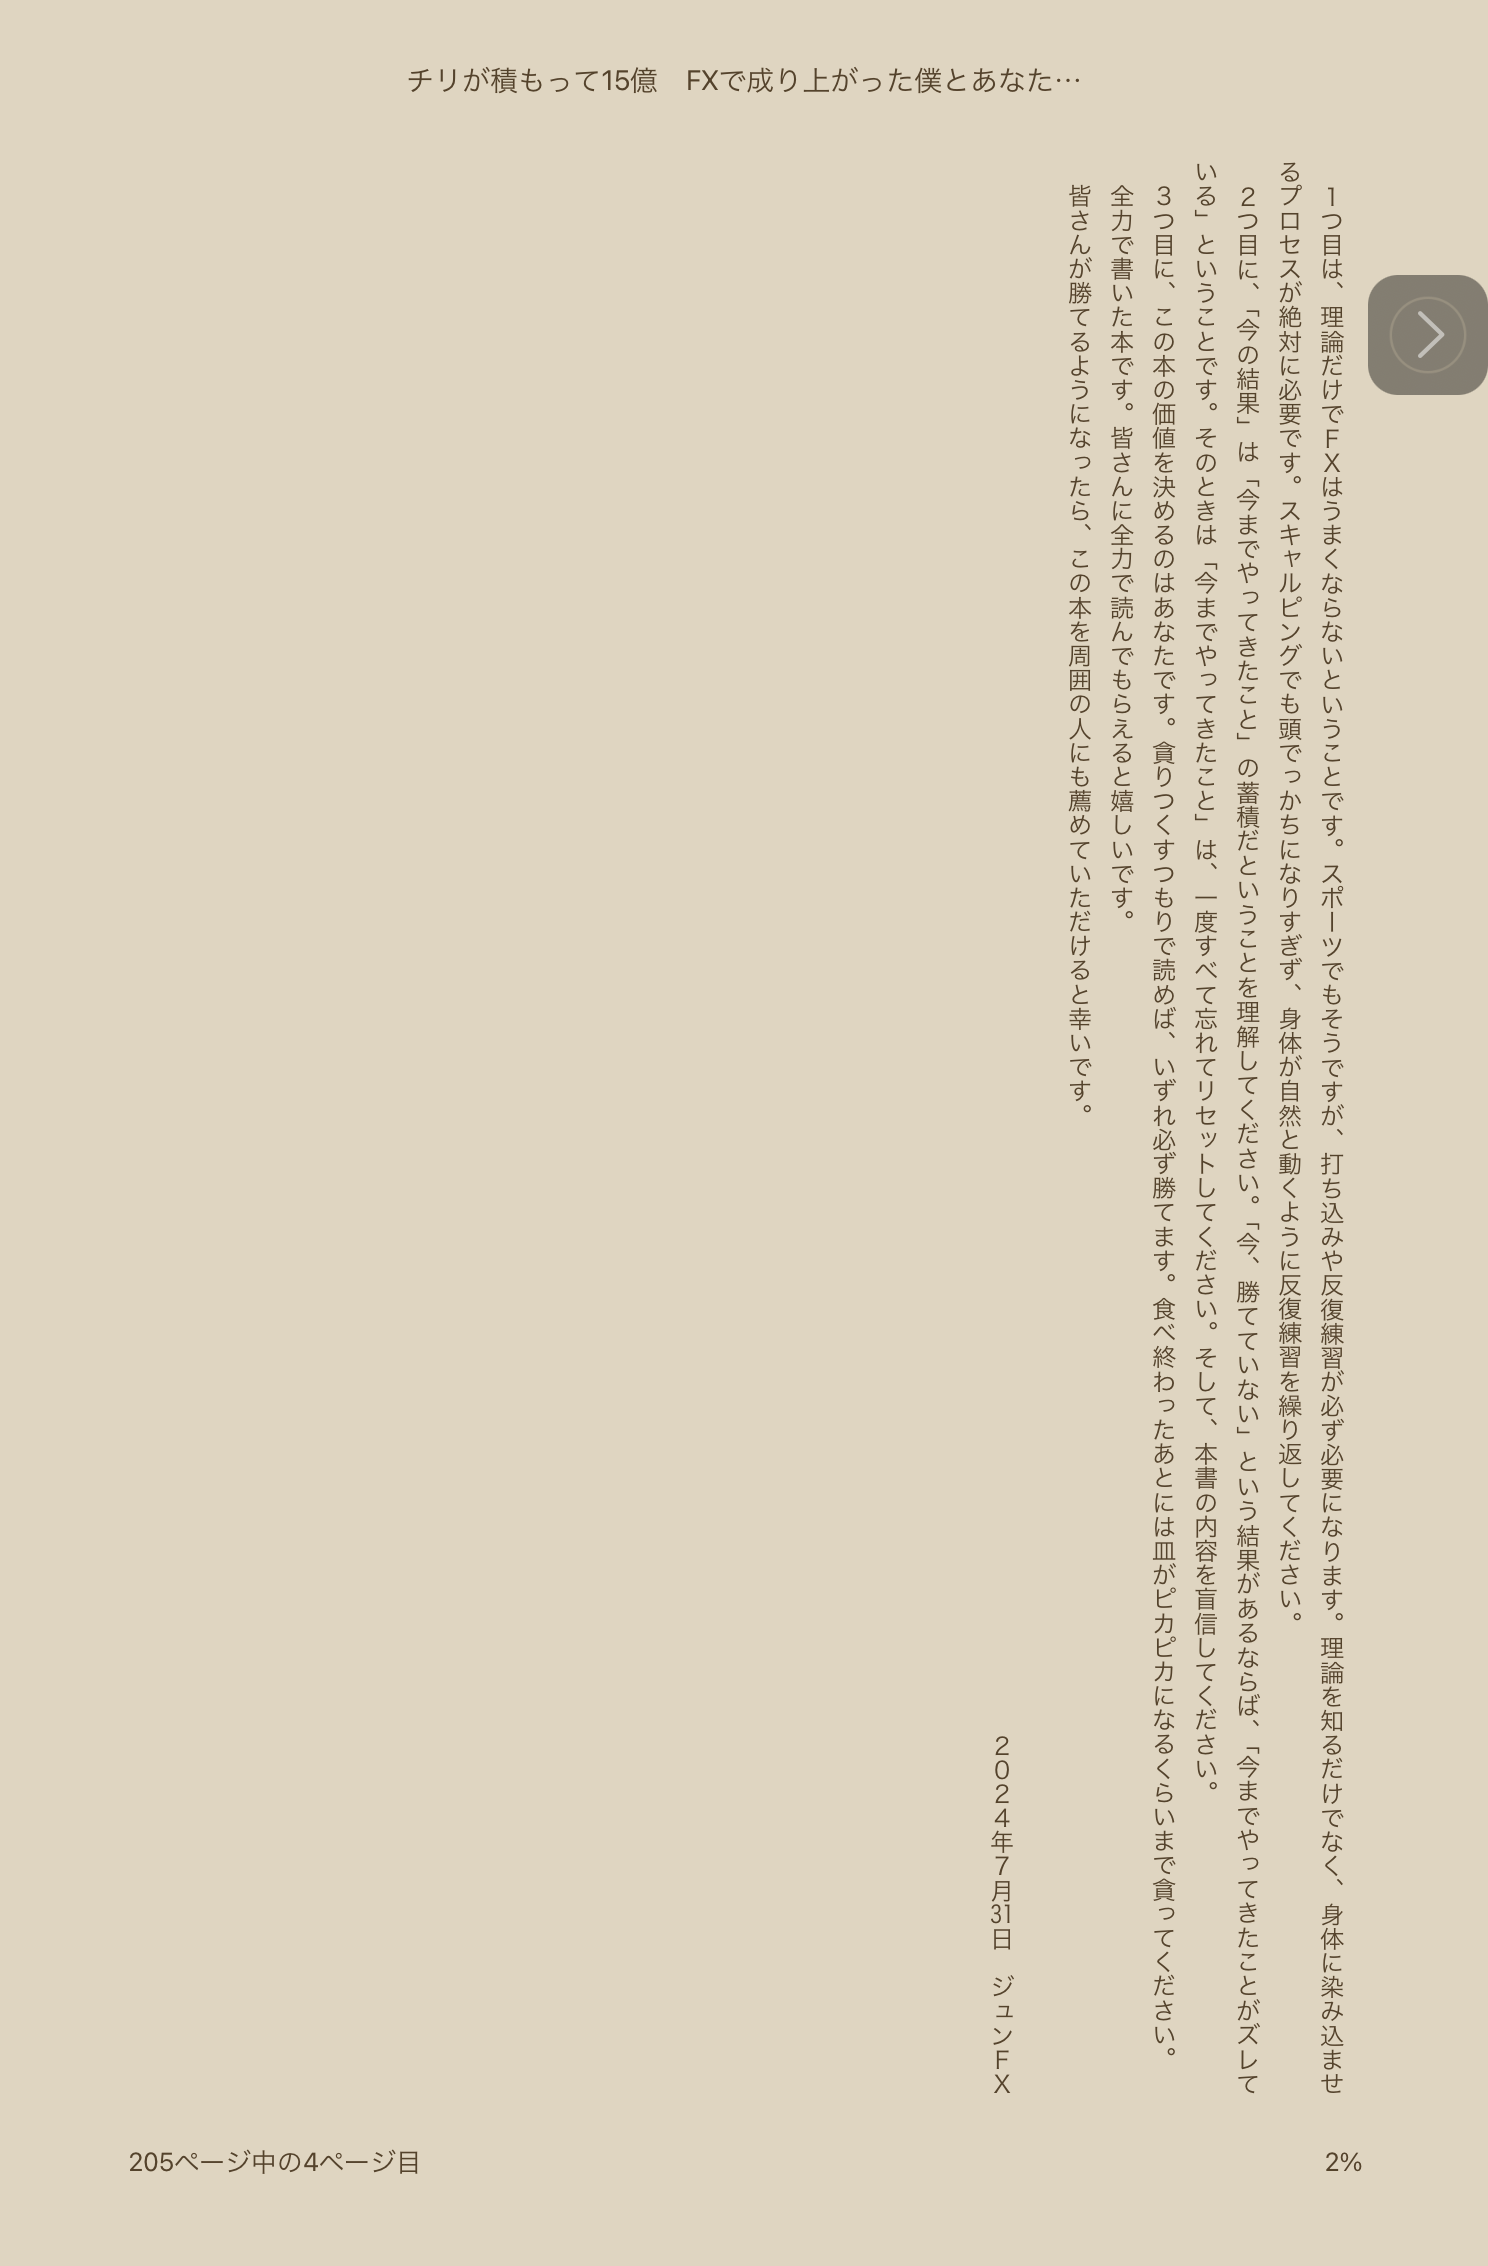 チリが積もって15億　FXで成り上がった僕とあなた…
　1つ目は、理論だけでＦＸはうまくならないということです。スポーツでもそうですが、打ち込みや反復練習が必ず必要になります。理論を知るだけでなく、身体に染み込ませ
るプロセスが絶対に必要です。スキャルピングでも頭でっかちになりすぎず、身体が自然と動くように反復練習を繰り返してください。
　2つ目に、「今の結果」は「今までやってきたこと」の蓄積だということを理解してください。「今、勝てていない」という結果があるならば、「今までやってきたことがズレて
いる」ということです。そのときは「今までやってきたこと」は、一度すべて忘れてリセットしてください。そして、本書の内容を盲信してください。
　3つ目に、この本の価値を決めるのはあなたです。貪りつくすつもりで読めば、いずれ必ず勝てます。食べ終わったあとには皿がピカピカになるくらいまで貪ってください。
　全力で書いた本です。皆さんに全力で読んでもらえると嬉しいです。
　皆さんが勝てるようになったら、この本を周囲の人にも薦めていただけると幸いです。
２０２４年７月31日　ジュンＦＸ
205ページ中の4ページ目
2%